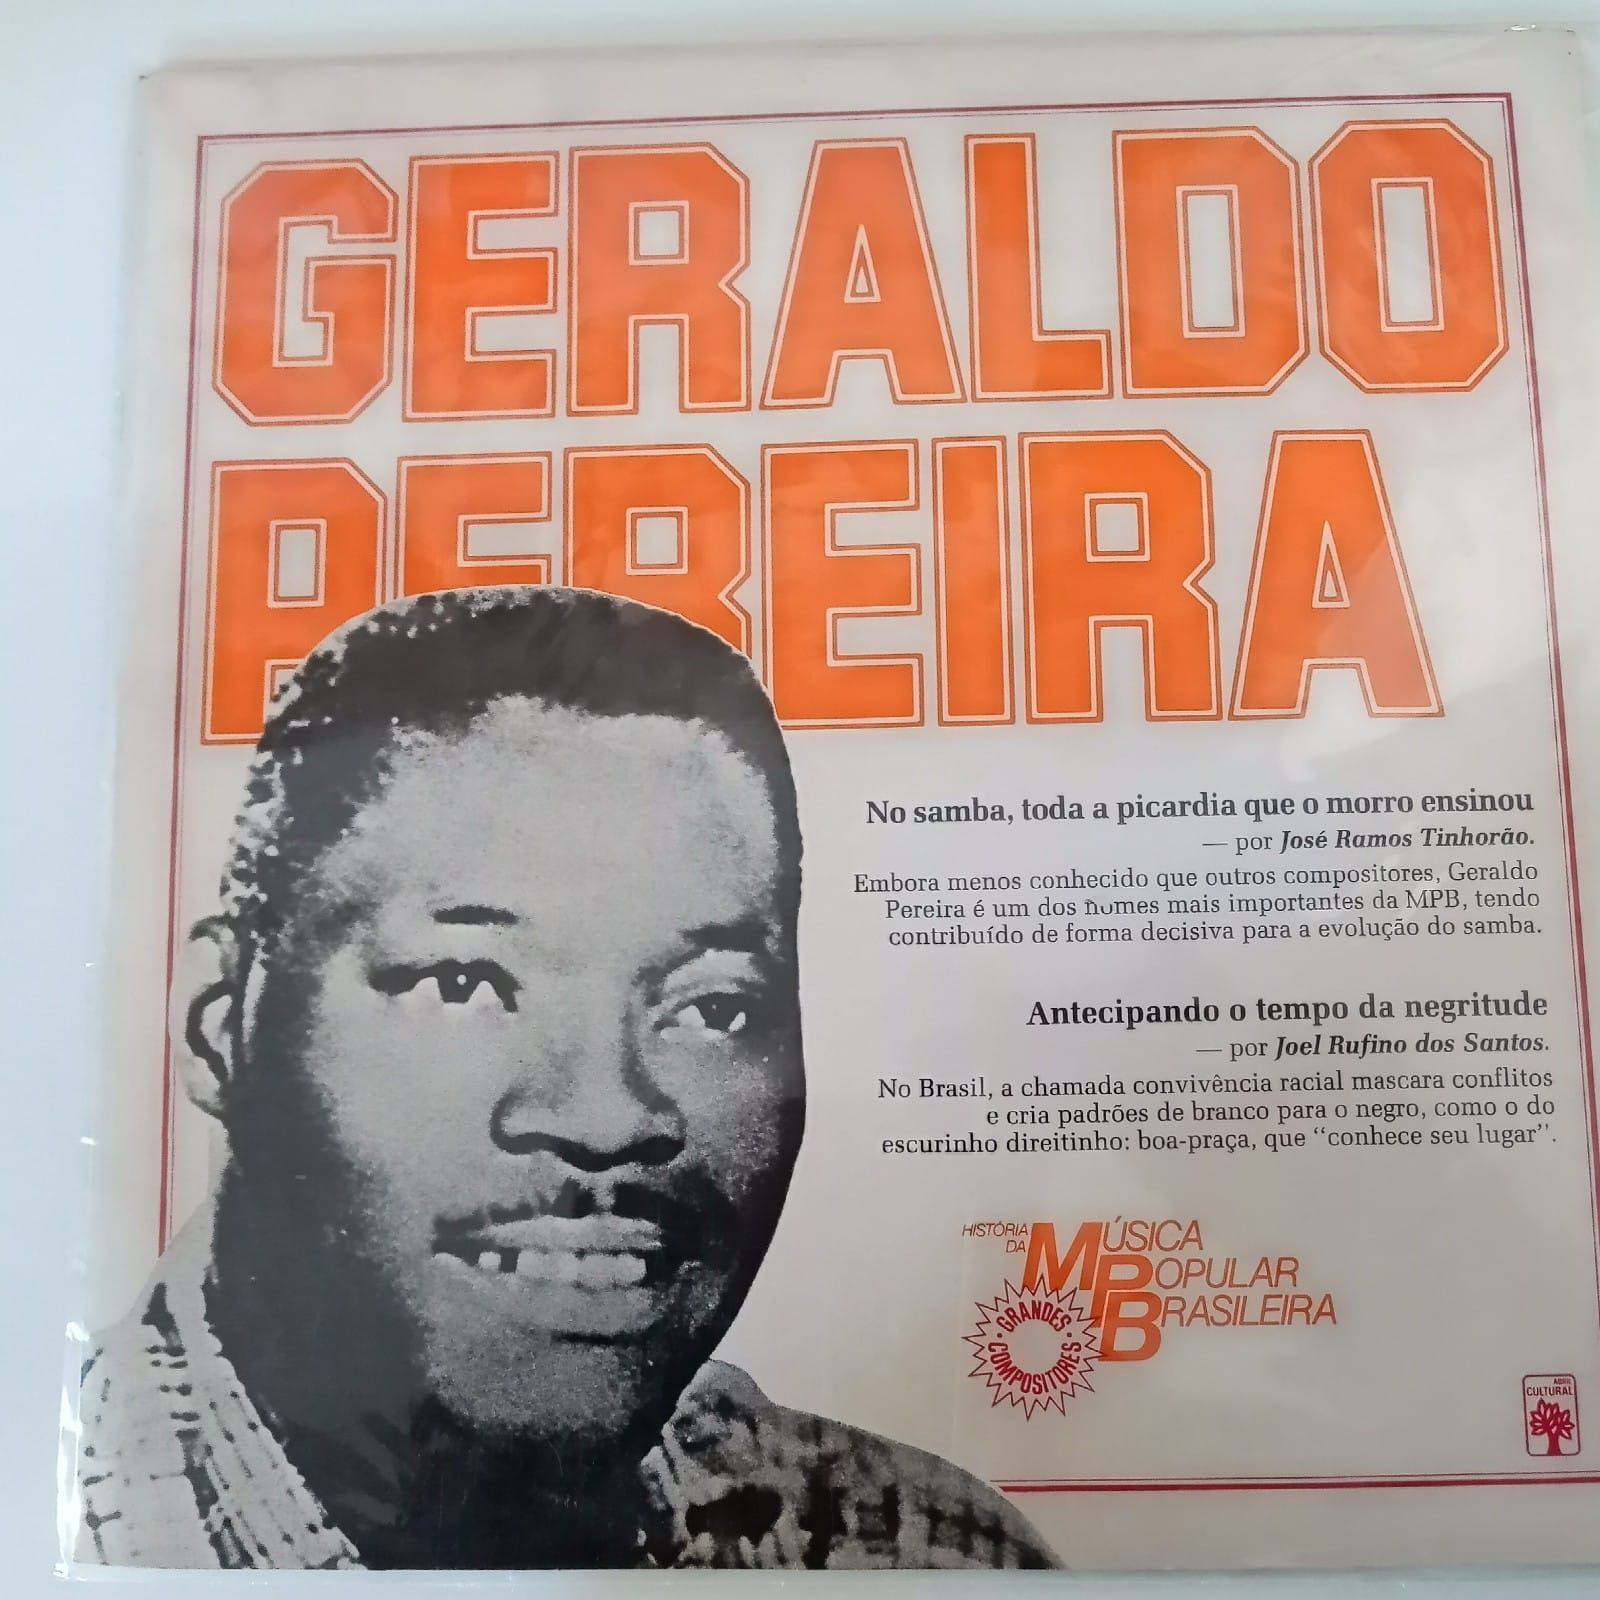 GERALDO
PEREIRA
No samba, toda a picardia que o morro ensinou
— por José Ramos Tinhorão.
Embora menos conhecido que outros compositores, Geraldo
Pereira é um dos nomes mais importantes da MPB, tendo
contribuído de forma decisiva para a evolução do samba.
Antecipando o tempo da negritude
— por Joel Rufino dos Santos.
No Brasil, a chamada convivência racial mascara conflitos
e cria padrões de branco para o negro, como o do
escurinho direitinho: boa-praça, que “conhece seu lugar”.
HISTÓRIA
DA
MÚSICA
POPULAR
BRASILEIRA
GRANDES
COMPOSITORES
ABRIL
CULTURAL